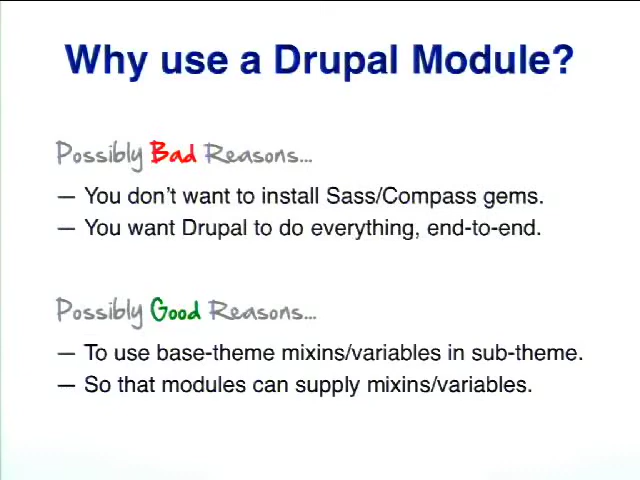 Why use a Drupal Module?
Possibly Bad Reasons...
— You don't want to install Sass/Compass gems.
— You want Drupal to do everything, end-to-end.
Possibly Good Reasons...
— To use base-theme mixins/variables in sub-theme.
— So that modules can supply mixins/variables.